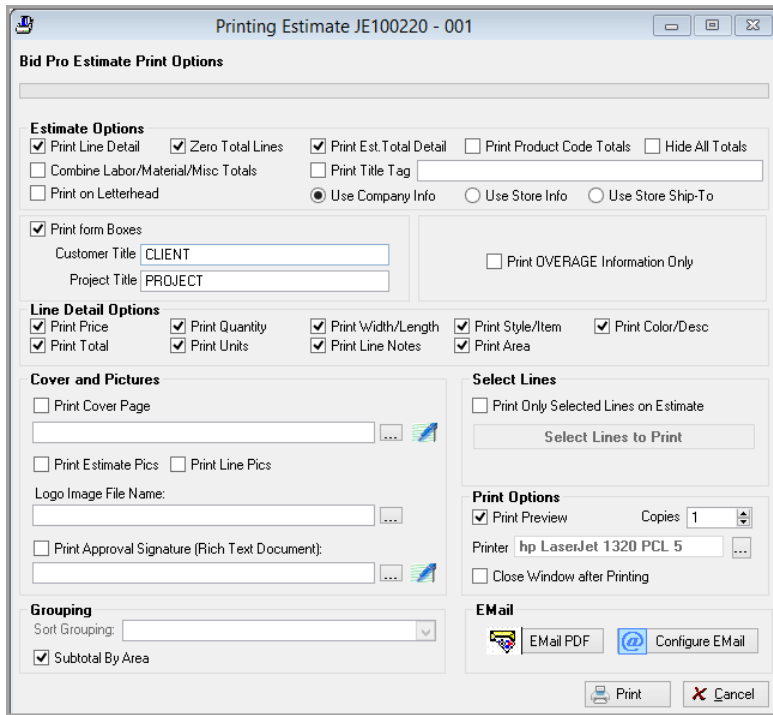 Printing Estimate JE100220 - 001
Bid Pro Estimate Print Options
Estimate Options
Print Line Detail Zero Total Lines Print Est.Total Detail Print Product Code Totals Hide All Totals
Combine Labor/Material/Misc Totals Print Title Tag
Print on Letterhead Use Company Info Use Store Info Use Store Ship-To
Print form Boxes
Customer Title CLIENT
Project Title PROJECT
Print OVERAGE Information Only
Line Detail Options
Print Price Print Quantity Print Width/Length Print Style/Item Print Color/Desc
Print Total Print Units Print Line Notes Print Area
Cover and Pictures
Print Cover Page
...
Print Estimate Pics Print Line Pics
Logo Image File Name:
...
Print Approval Signature (Rich Text Document):
...
Select Lines
Print Only Selected Lines on Estimate
Select Lines to Print
Print Options
Print Preview Copies 1
Printer hp LaserJet 1320 PCL 5 ...
Close Window after Printing
Grouping
Sort Grouping:
Subtotal By Area
EMail
EMail PDF @ Configure EMail
Print Cancel